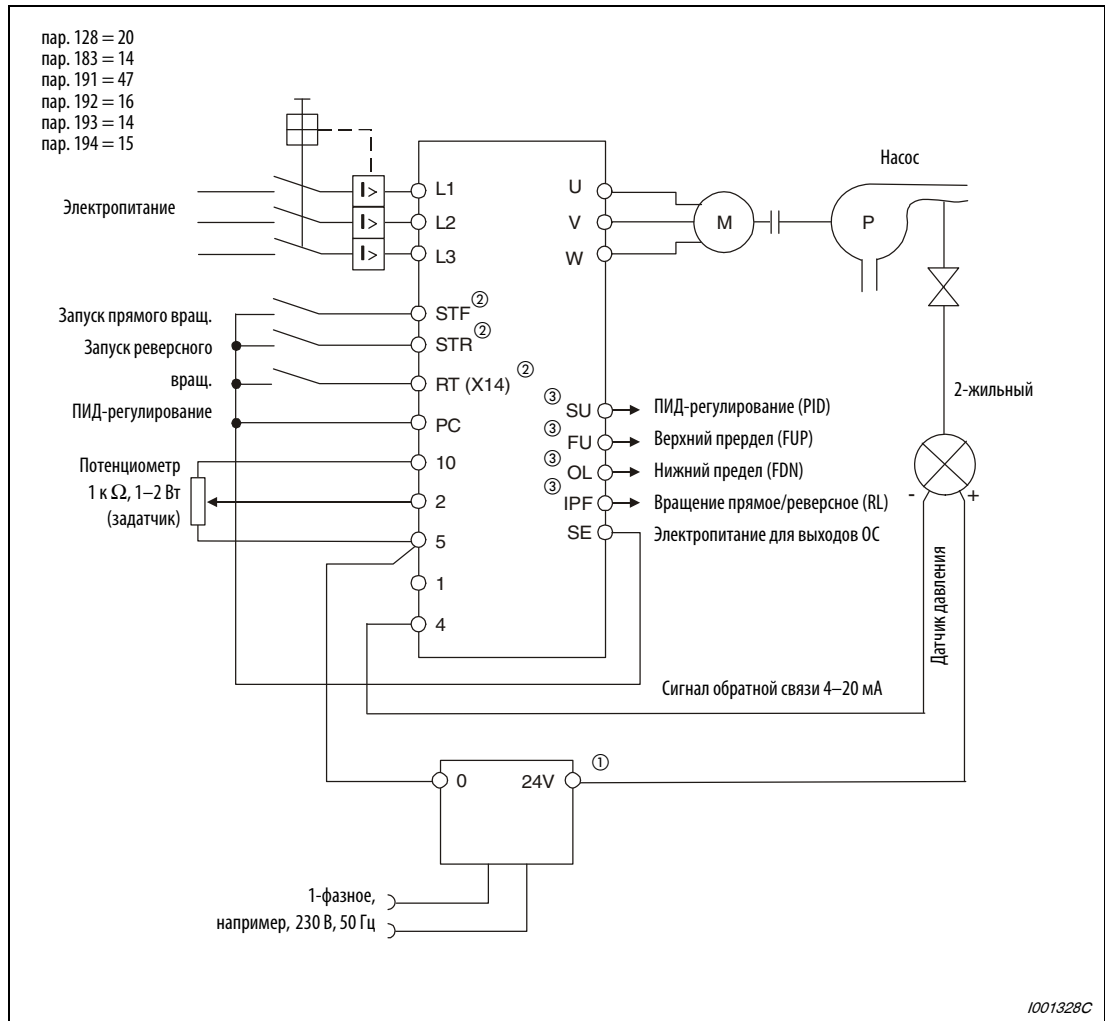 пар. 128 = 20
пар. 183 = 14
пар. 191 = 47
пар. 192 = 16
пар. 193 = 14
пар. 194 = 15
Электропитание
I>
I>
I>
L1
L2
L3
U
V
W
M
Насос
P
Запуск прямого вращ.
Запуск реверсного
вращ.
ПИД-регулирование
STF ②
STR ②
RT (X14) ②
PC
Потенциометр
1 к Ω, 1–2 Вт
(задатчик)
10
2
5
1
4
③ SU
ПИД-регулирование (PID)
③ FU
Верхний прердел (FUP)
③ OL
Нижний предел (FDN)
③ IPF
Вращение прямое/реверсное (RL)
SE
Электропитание для выходов ОС
2-жильный
- +
Датчик давления
Сигнал обратной связи 4–20 мА
0
24V
①
1-фазное,
например, 230 В, 50 Гц
I001328C